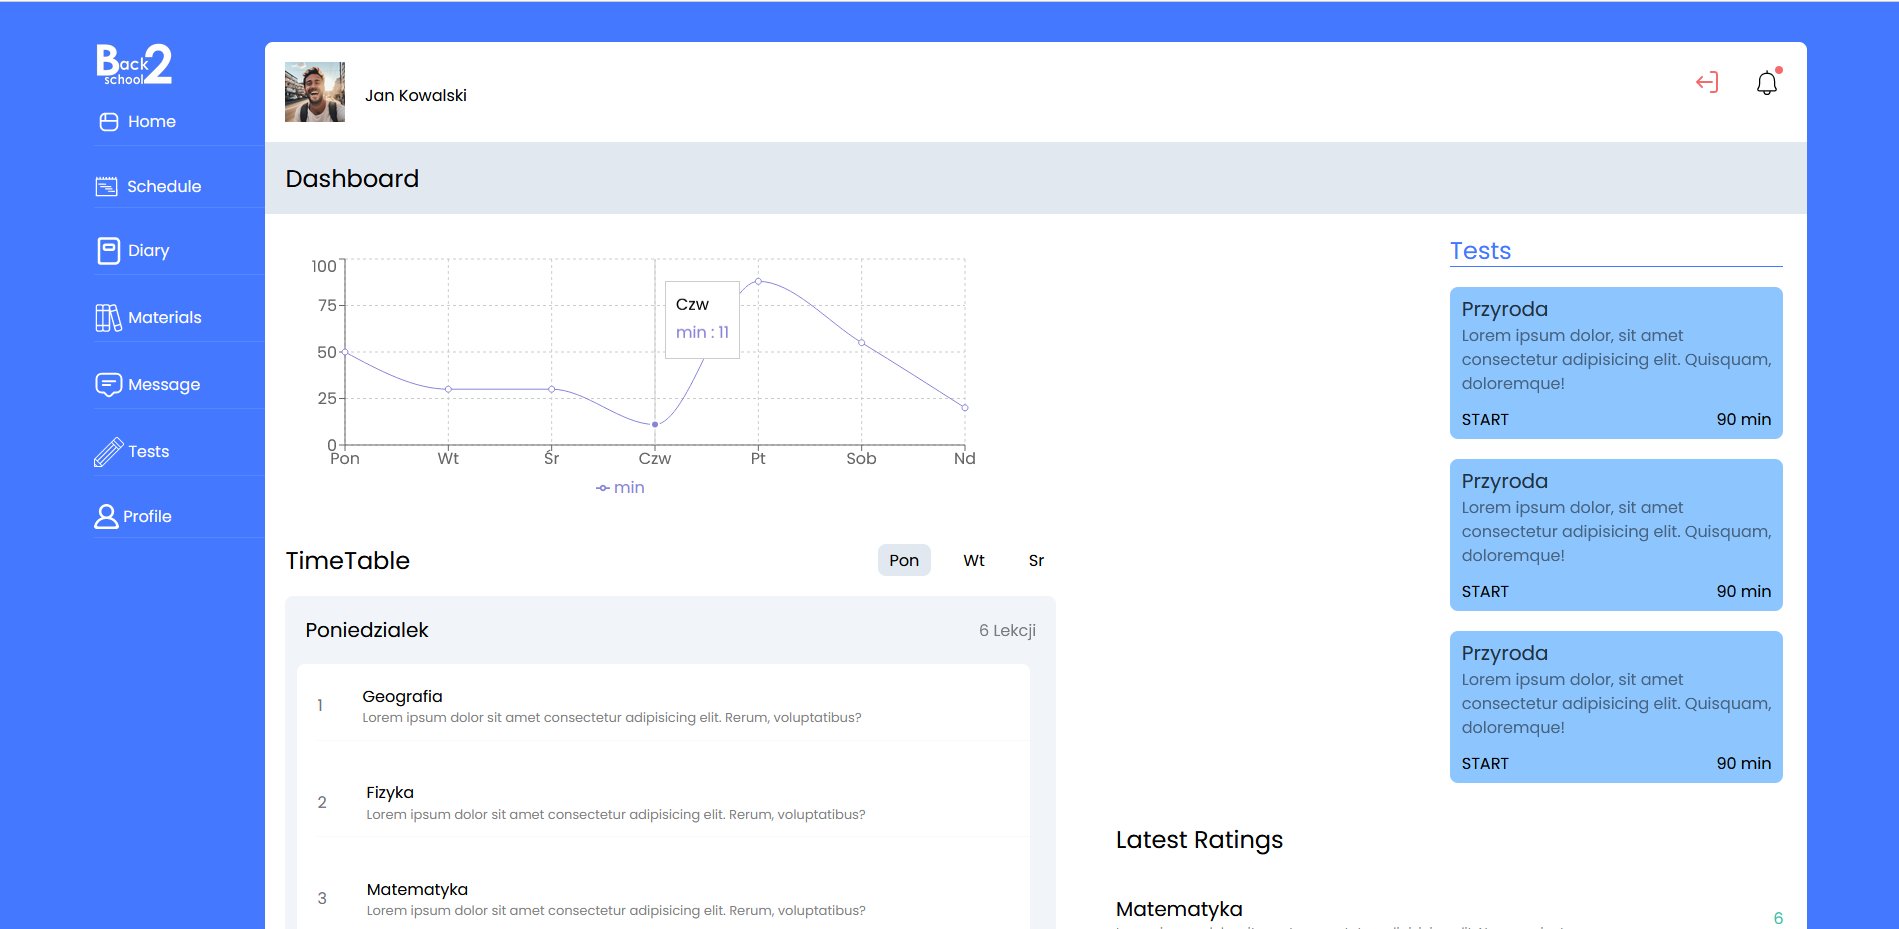 Back 2
school
Home
Schedule
Diary
Materials
Message
Tests
Profile
Jan Kowalski
Dashboard
100
75
50
25
0
Pon Wt Śr Czw Pt Sob Nd
Czw
min : 11
min
Tests
Przyroda
Lorem ipsum dolor, sit amet
consectetur adipisicing elit. Quisquam,
doloremque!
START 90 min
Przyroda
Lorem ipsum dolor, sit amet
consectetur adipisicing elit. Quisquam,
doloremque!
START 90 min
Przyroda
Lorem ipsum dolor, sit amet
consectetur adipisicing elit. Quisquam,
doloremque!
START 90 min
TimeTable Pon Wt Sr
Poniedzialek 6 Lekcji
1 Geografia
Lorem ipsum dolor sit amet consectetur adipisicing elit. Rerum, voluptatibus?
2 Fizyka
Lorem ipsum dolor sit amet consectetur adipisicing elit. Rerum, voluptatibus?
3 Matematyka
Lorem ipsum dolor sit amet consectetur adipisicing elit. Rerum, voluptatibus?
Latest Ratings
Matematyka 6